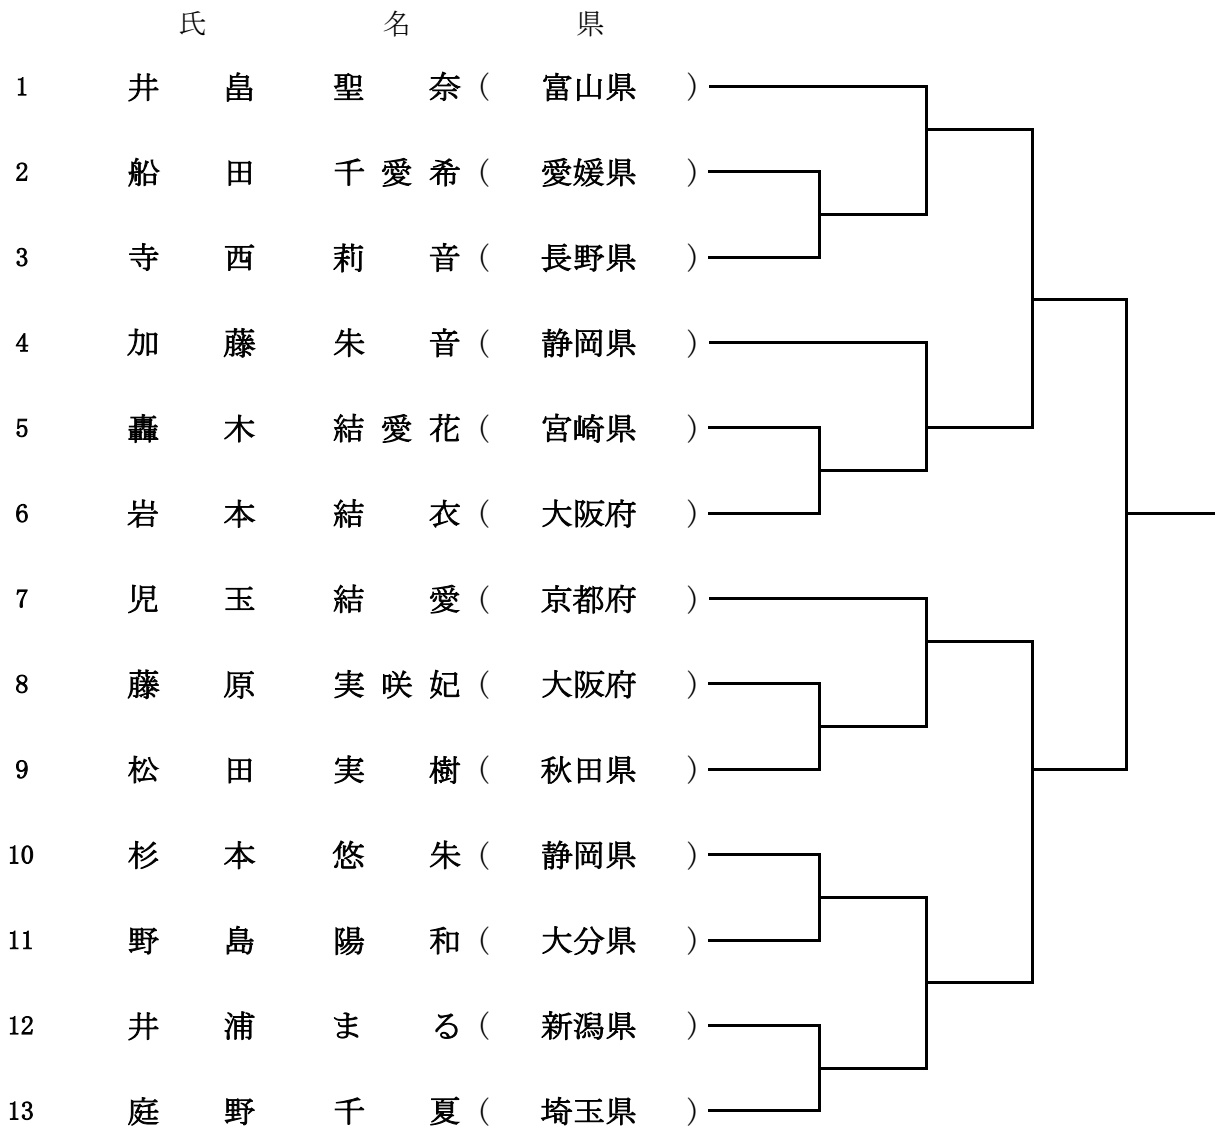 氏 名 県
1 井畠 聖奈 ( 富山県 )
2 船田 千愛希 ( 愛媛県 )
3 寺西 莉音 ( 長野県 )
4 加藤 朱音 ( 静岡県 )
5 轟木 結愛花 ( 宮崎県 )
6 岩本 結衣 ( 大阪府 )
7 児玉 結愛 ( 京都府 )
8 藤原 実咲妃 ( 大阪府 )
9 松田 実樹 ( 秋田県 )
10 杉本 悠朱 ( 静岡県 )
11 野島 陽和 ( 大分県 )
12 井浦 まる ( 新潟県 )
13 庭野 千夏 ( 埼玉県 )